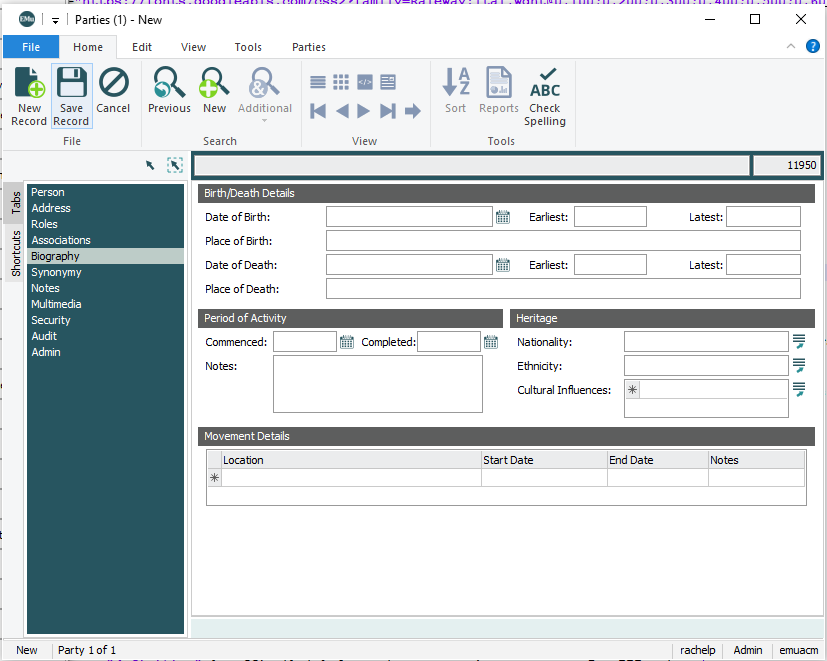 EMu Parties (1) - New
File Home Edit View Tools Parties
New Record
Save Record
Cancel
Previous
New
Additional
Sort
Reports
ABC
Check Spelling
File Search View Tools
11950
Tabs
Shortcuts
Person
Address
Roles
Associations
Biography
Synonymy
Notes
Multimedia
Security
Audit
Admin
Birth/Death Details
Date of Birth: Earliest: Latest:
Place of Birth:
Date of Death: Earliest: Latest:
Place of Death:
Period of Activity
Commenced: Completed:
Notes:
Heritage
Nationality:
Ethnicity:
Cultural Influences:
Movement Details
Location Start Date End Date Notes
New Party 1 of 1 rachelp Admin emuacm